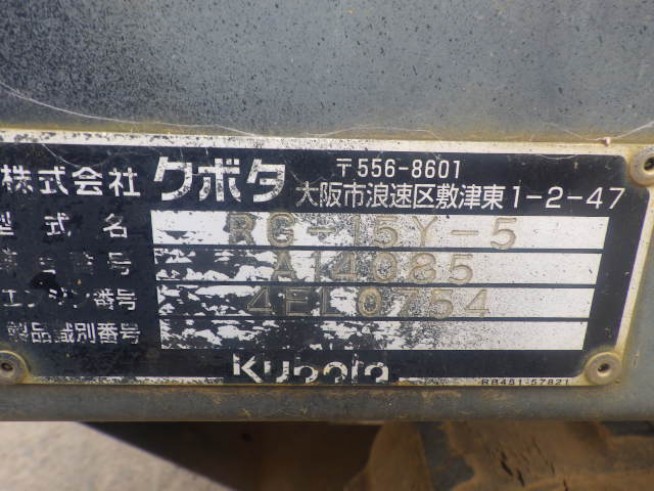 〒556-8601
株式会社 クボタ 大阪市浪速区敷津東1-2-47
型式名 RG-15Y-5
番号 A14085
エンジン番号 4EL0754
製品識別番号
Kubota
RB451-57821